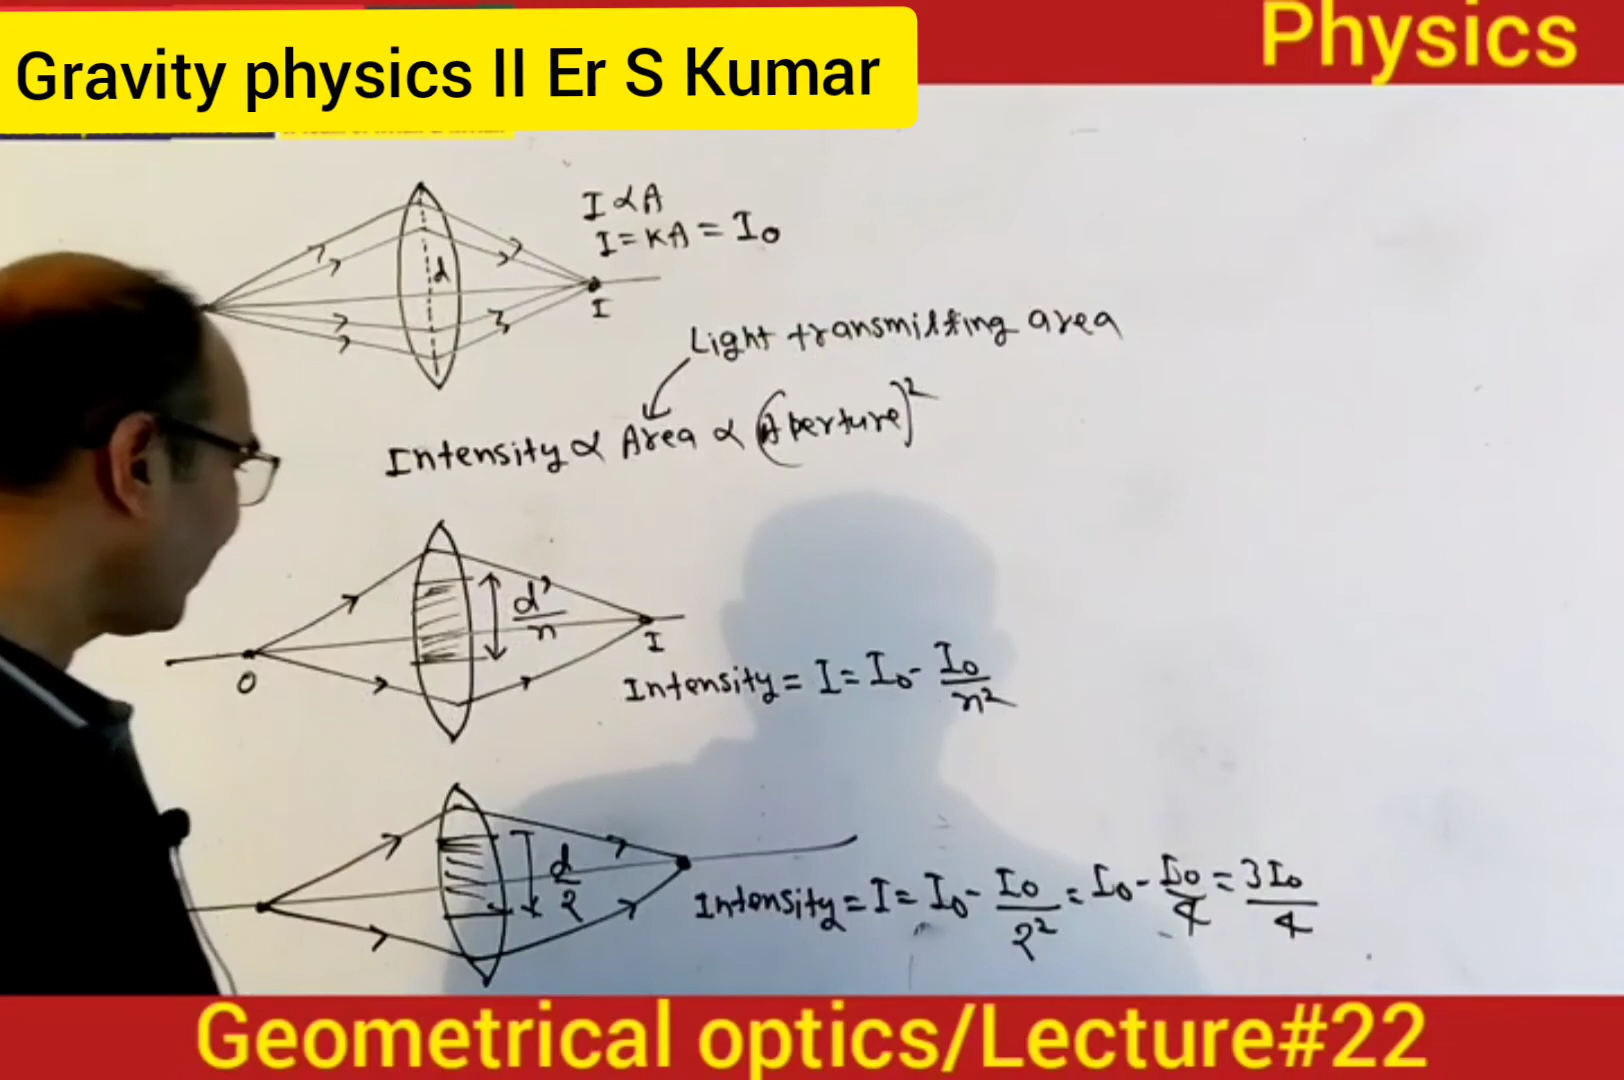 Physics
Gravity physics II Er S Kumar
I ∝ A
I = KA = I₀
d
I
Light transmitting area
Intensity ∝ Area ∝ (Aperture)²
d'/n
O
I
Intensity = I = I₀ - I₀/n²
d/2
Intensity = I = I₀ - I₀/2² = I₀ - I₀/4 = 3I₀/4
Geometrical optics/Lecture#22